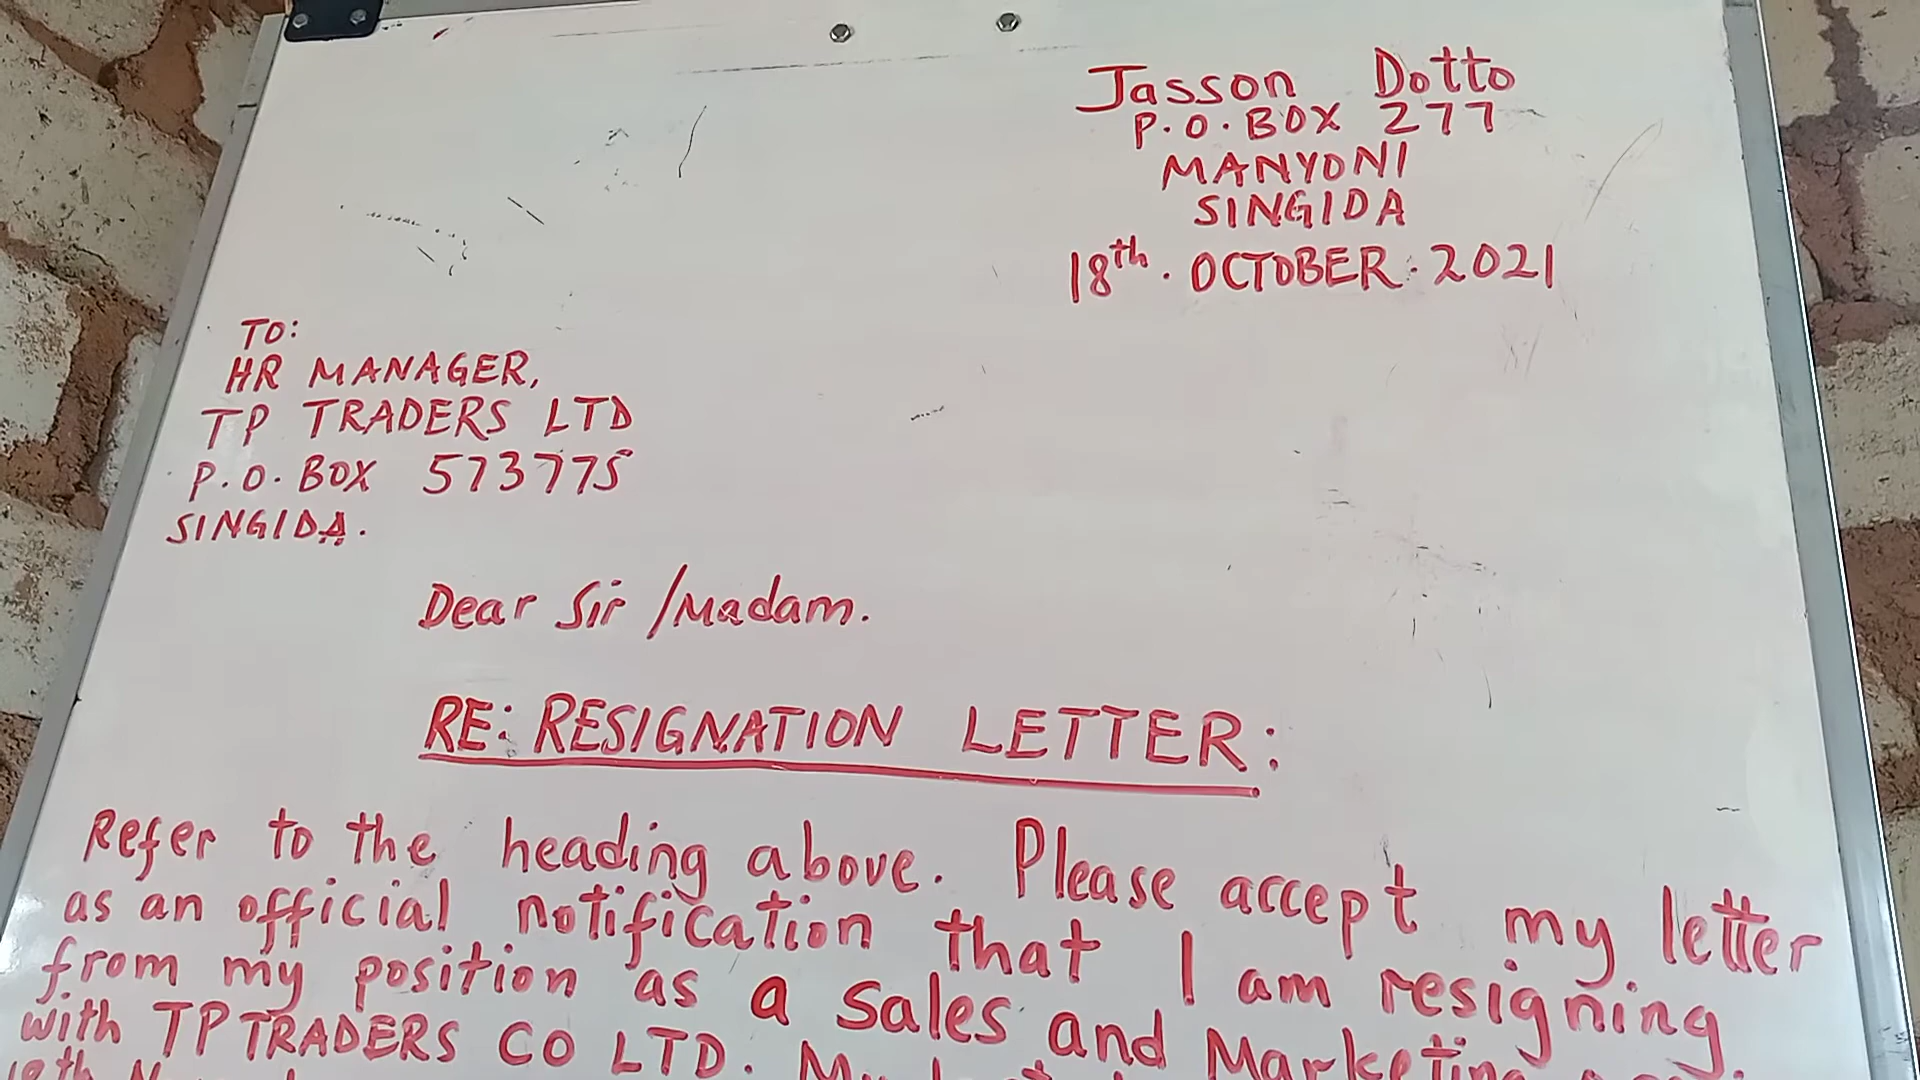 Jasson Dotto
P.O.BOX 277
MANYONI
SINGIDA
18th. OCTOBER. 2021
TO:
HR MANAGER,
TP TRADERS LTD
P.O. BOX 573775
SINGIDA.
Dear Sir /Madam.
RE: RESIGNATION LETTER:
Refer to the heading above. Please accept my letter
as an official notification that I am resigning
from my position as a Sales and Marketing
with TP TRADERS CO LTD. My